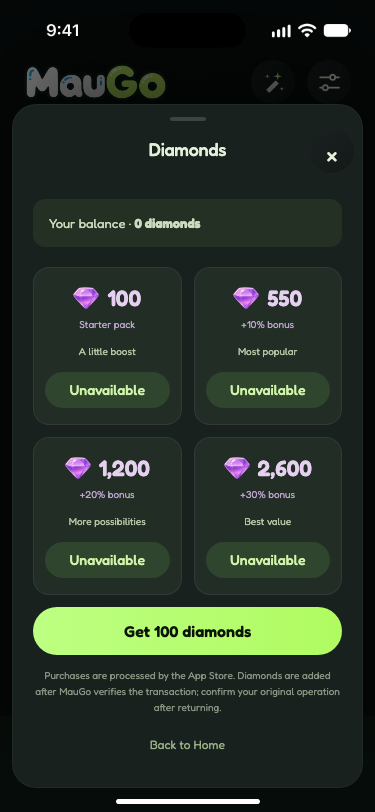 9:41
MauGo
Diamonds
Your balance · 0 diamonds
100
Starter pack
A little boost
Unavailable
550
+10% bonus
Most popular
Unavailable
1,200
+20% bonus
More possibilities
Unavailable
2,600
+30% bonus
Best value
Unavailable
Get 100 diamonds
Purchases are processed by the App Store. Diamonds are added
after MauGo verifies the transaction; confirm your original operation
after returning.
Back to Home